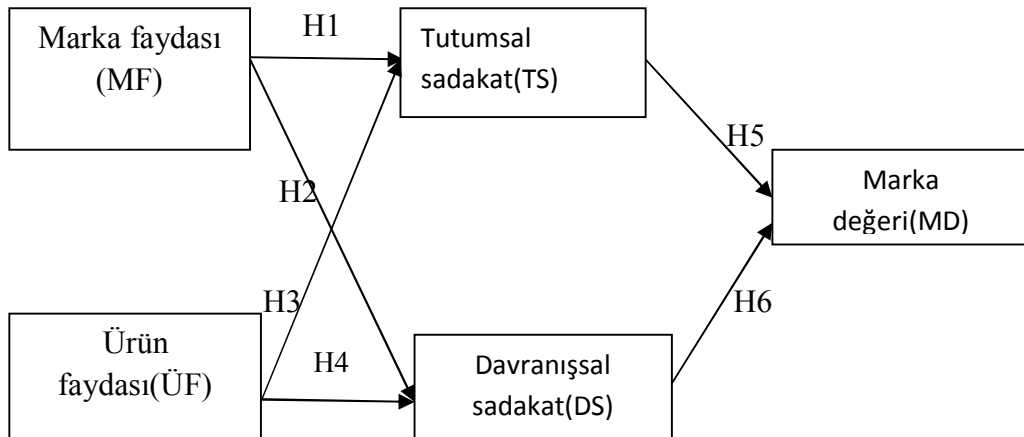 Marka faydası
(MF)
H1
Tutumsal
sadakat(TS)
H5
Marka
değeri(MD)
H2
H3
H6
Ürün
faydası(ÜF)
H4
Davranışsal
sadakat(DS)